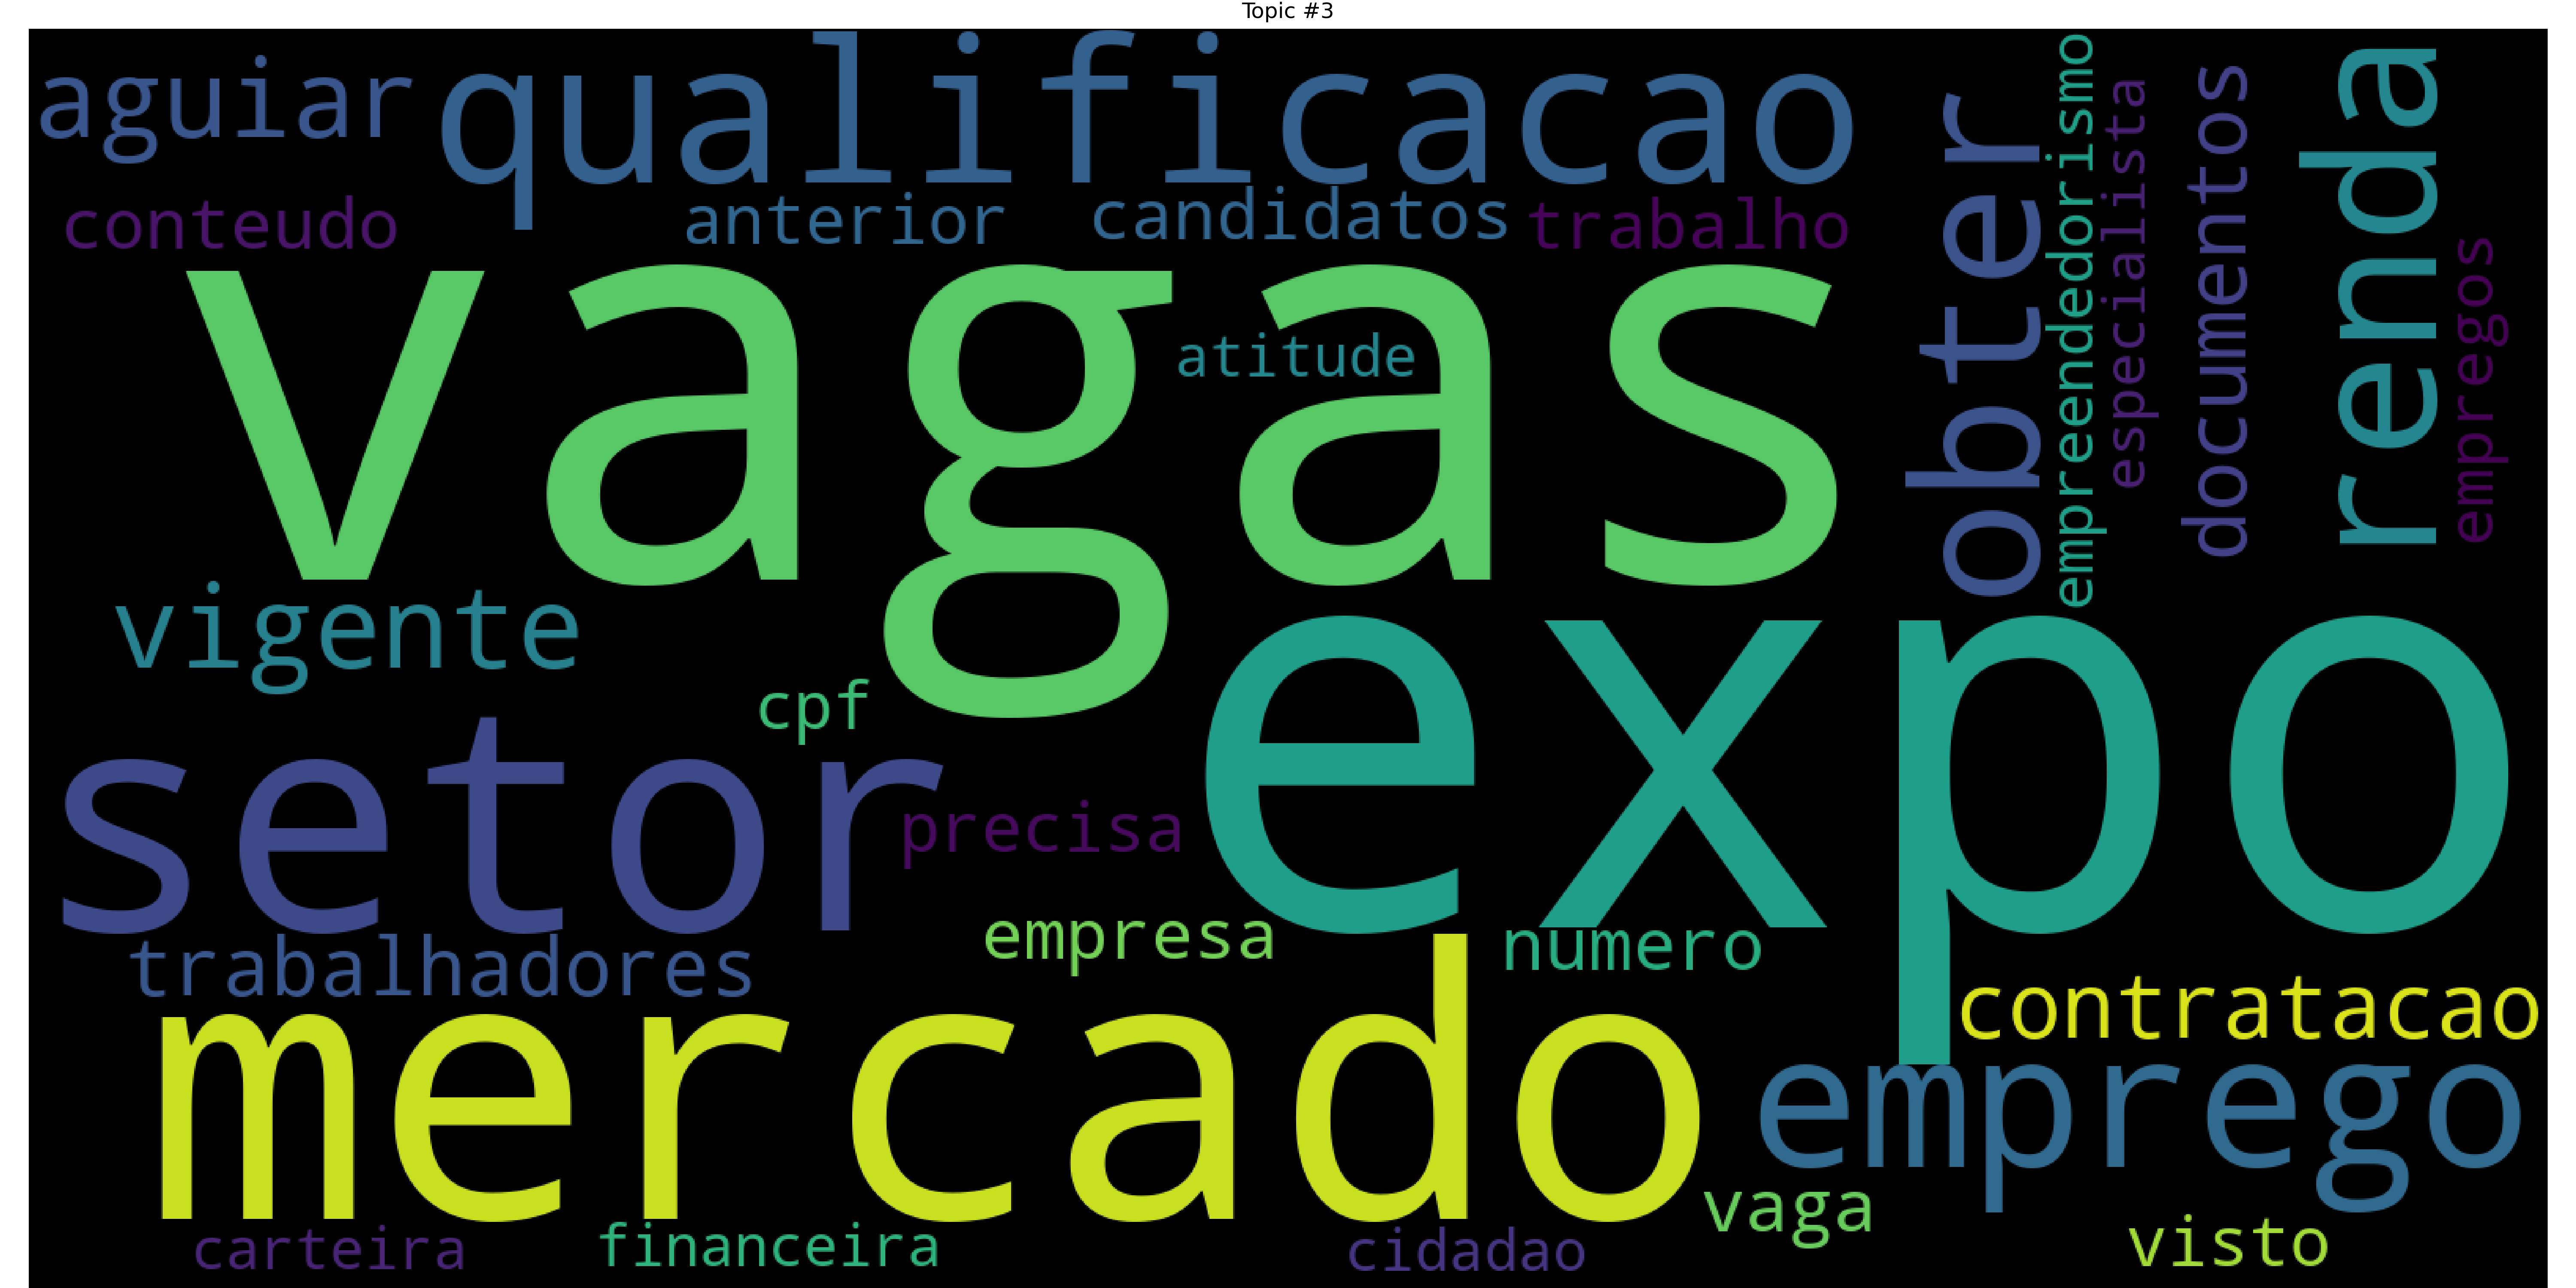 Topic #3
aguiar
qualificacao
conteudo
anterior
candidatos
trabalho
vagas
atitude
obter
empreendedorismo
especialista
documentos
renda
empregos
vigente
cpf
expo
setor
precisa
trabalhadores
empresa
numero
mercado
contratacao
emprego
vaga
carteira
financeira
cidadao
visto